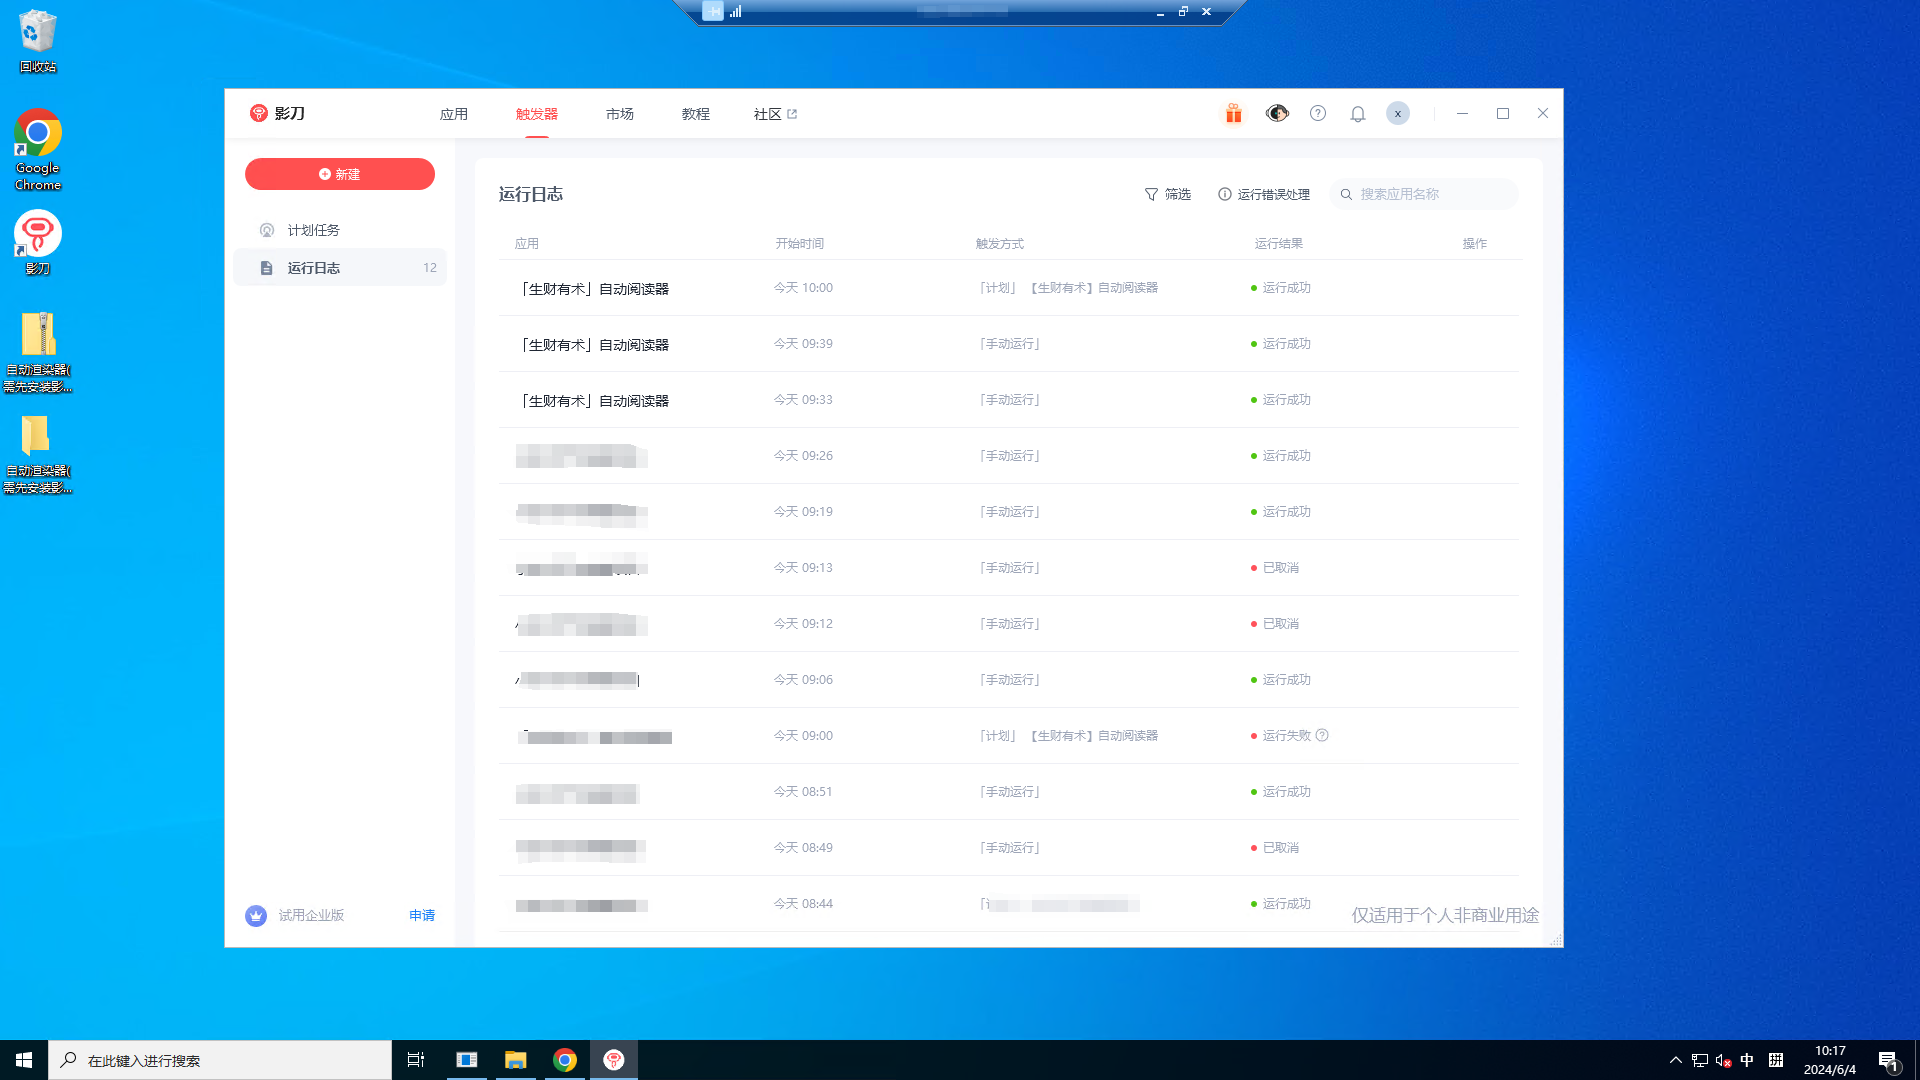 回收站
Google
Chrome
影刀
自动渲染器(
需先安装影...
自动渲染器(
需先安装影...
影刀
应用
触发器
市场
教程
社区
x
新建
计划任务
运行日志
12
试用企业版
申请
运行日志
筛选
运行错误处理
搜索应用名称
应用
开始时间
触发方式
运行结果
操作
「生财有术」自动阅读器
今天 10:00
「计划」 【生财有术】自动阅读器
运行成功
「生财有术」自动阅读器
今天 09:39
「手动运行」
运行成功
「生财有术」自动阅读器
今天 09:33
「手动运行」
运行成功
今天 09:26
「手动运行」
运行成功
今天 09:19
「手动运行」
运行成功
今天 09:13
「手动运行」
已取消
今天 09:12
「手动运行」
已取消
今天 09:06
「手动运行」
运行成功
今天 09:00
「计划」 【生财有术】自动阅读器
运行失败
今天 08:51
「手动运行」
运行成功
今天 08:49
「手动运行」
已取消
今天 08:44
运行成功
仅适用于个人非商业用途
在此键入进行搜索
中
拼
10:17
2024/6/4
1